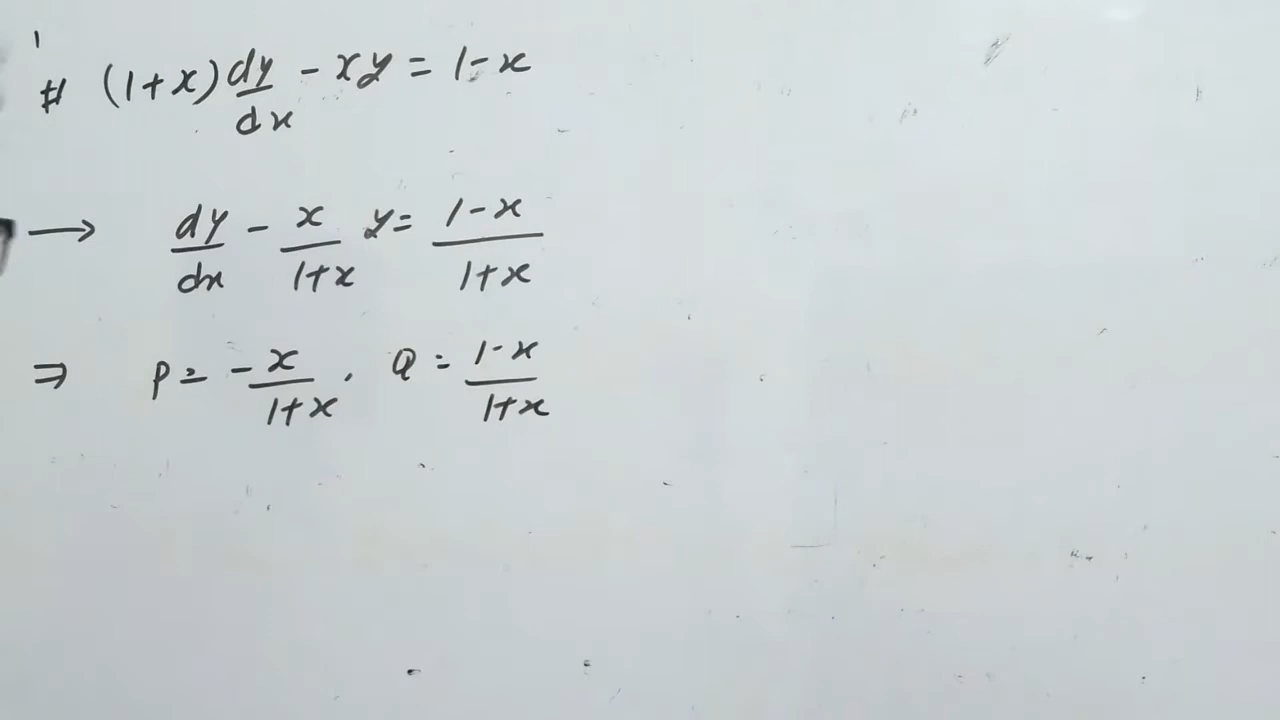 # (1+x) dy/dx - xy = 1-x
→ dy/dx - x/1+x y = 1-x/1+x
⇒ P = - x/1+x , Q = 1-x/1+x